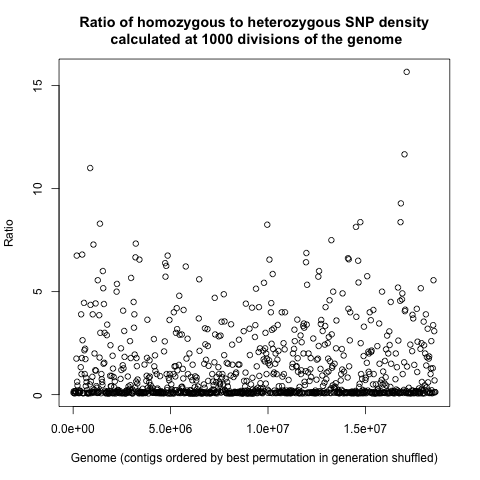 Ratio of homozygous to heterozygous SNP density
calculated at 1000 divisions of the genome
Ratio
15
10
5
0
0.0e+00 5.0e+06 1.0e+07 1.5e+07
Genome (contigs ordered by best permutation in generation shuffled)